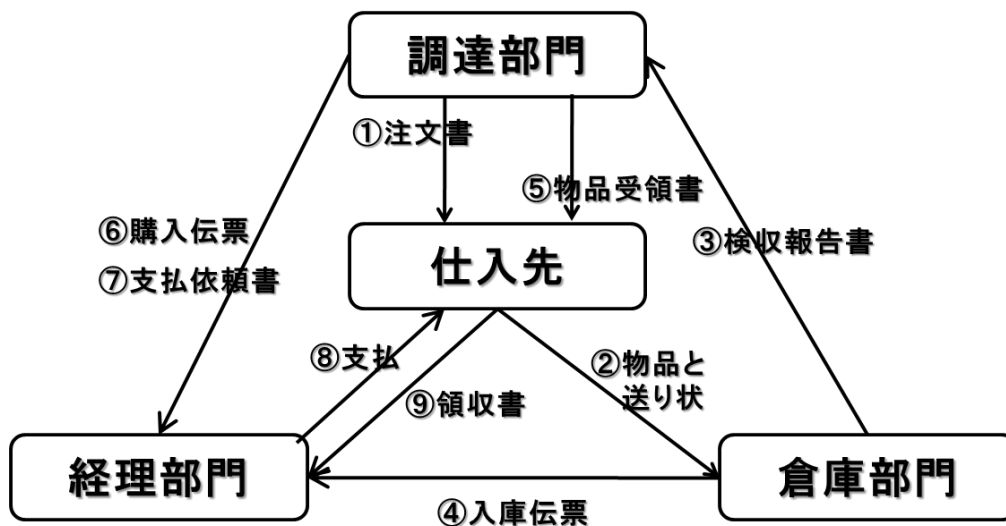 調達部門
①注文書
⑤物品受領書
⑥購入伝票
③検収報告書
仕入先
⑦支払依頼書
⑧支払
②物品と
送り状
⑨領収書
経理部門
倉庫部門
④入庫伝票